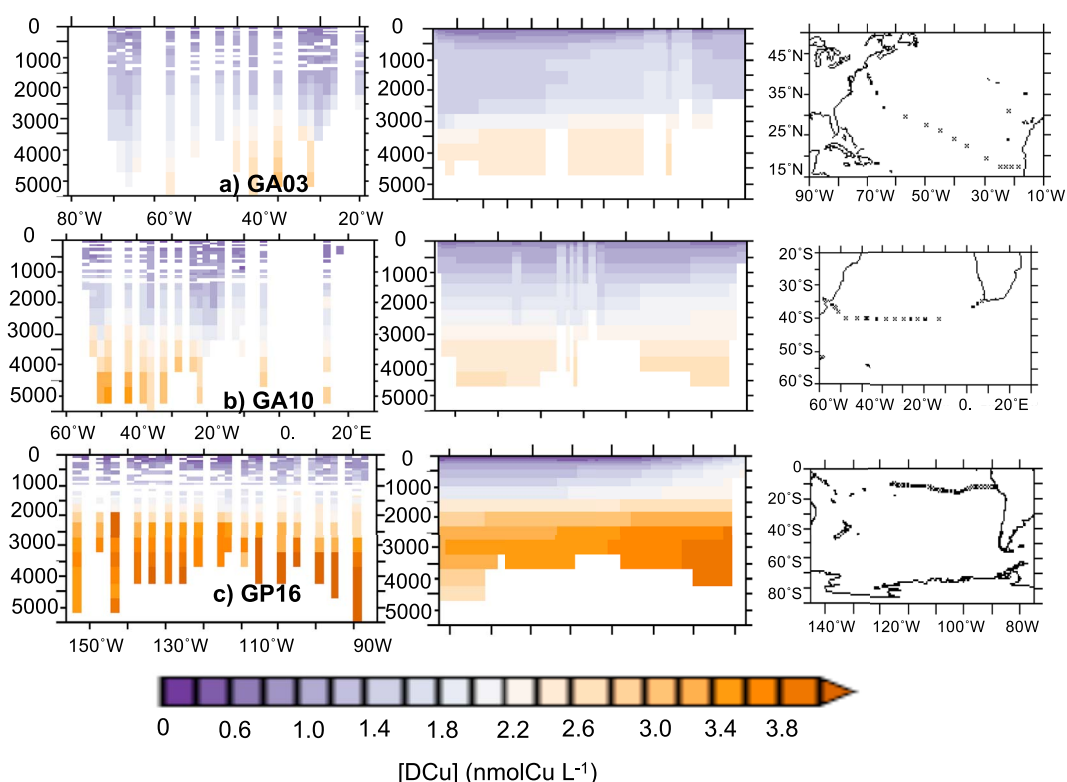 0
1000
2000
3000
4000
5000
a) GA03
80°W
60°W
40°W
20°W
0
1000
2000
3000
4000
5000
45°N
35°N
25°N
15°N
90°W
70°W
50°W
30°W
10°W
0
1000
2000
3000
4000
5000
b) GA10
60°W
40°W
20°W
0.
20°E
0
1000
2000
3000
4000
5000
20°S
30°S
40°S
50°S
60°S
60°W
40°W
20°W
0.
20°E
0
1000
2000
3000
4000
5000
c) GP16
150°W
130°W
110°W
90°W
0
1000
2000
3000
4000
5000
0
20°S
40°S
60°S
80°S
140°W
120°W
100°W
80°W
0
0.6
1.0
1.4
1.8
2.2
2.6
3.0
3.4
3.8
[DCu] (nmolCu L-1)